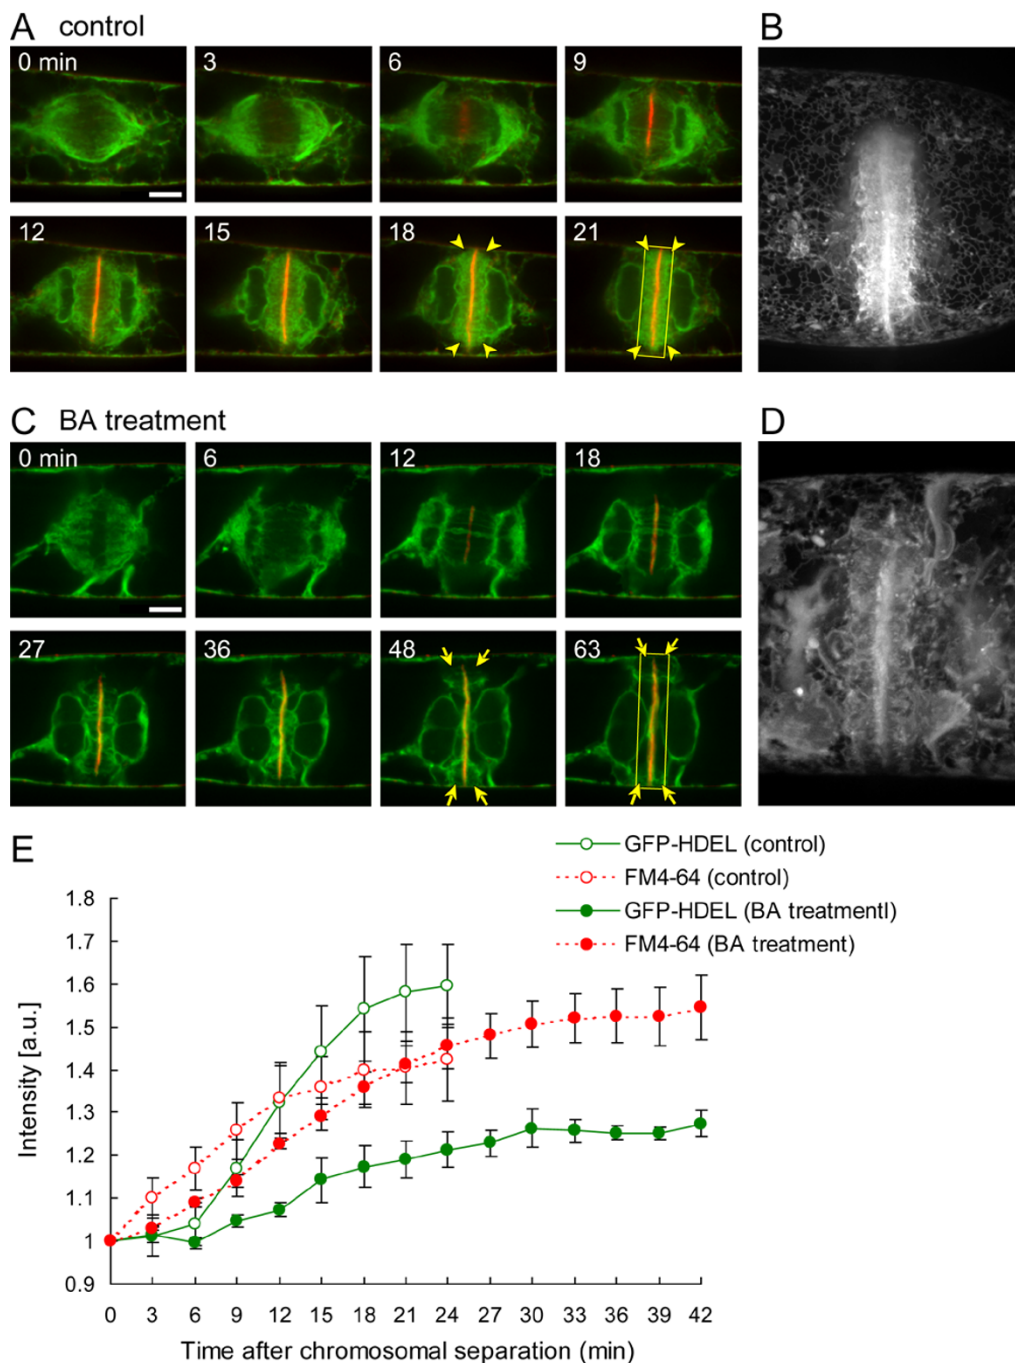 A control
B
0 min
3
6
9
12
15
18
21
C BA treatment
D
0 min
6
12
18
27
36
48
63
E
GFP-HDEL (control)
FM4-64 (control)
GFP-HDEL (BA treatmentl)
FM4-64 (BA treatment)
Intensity [a.u.]
1.8
1.7
1.6
1.5
1.4
1.3
1.2
1.1
1
0.9
0 3 6 9 12 15 18 21 24 27 30 33 36 39 42
Time after chromosomal separation (min)